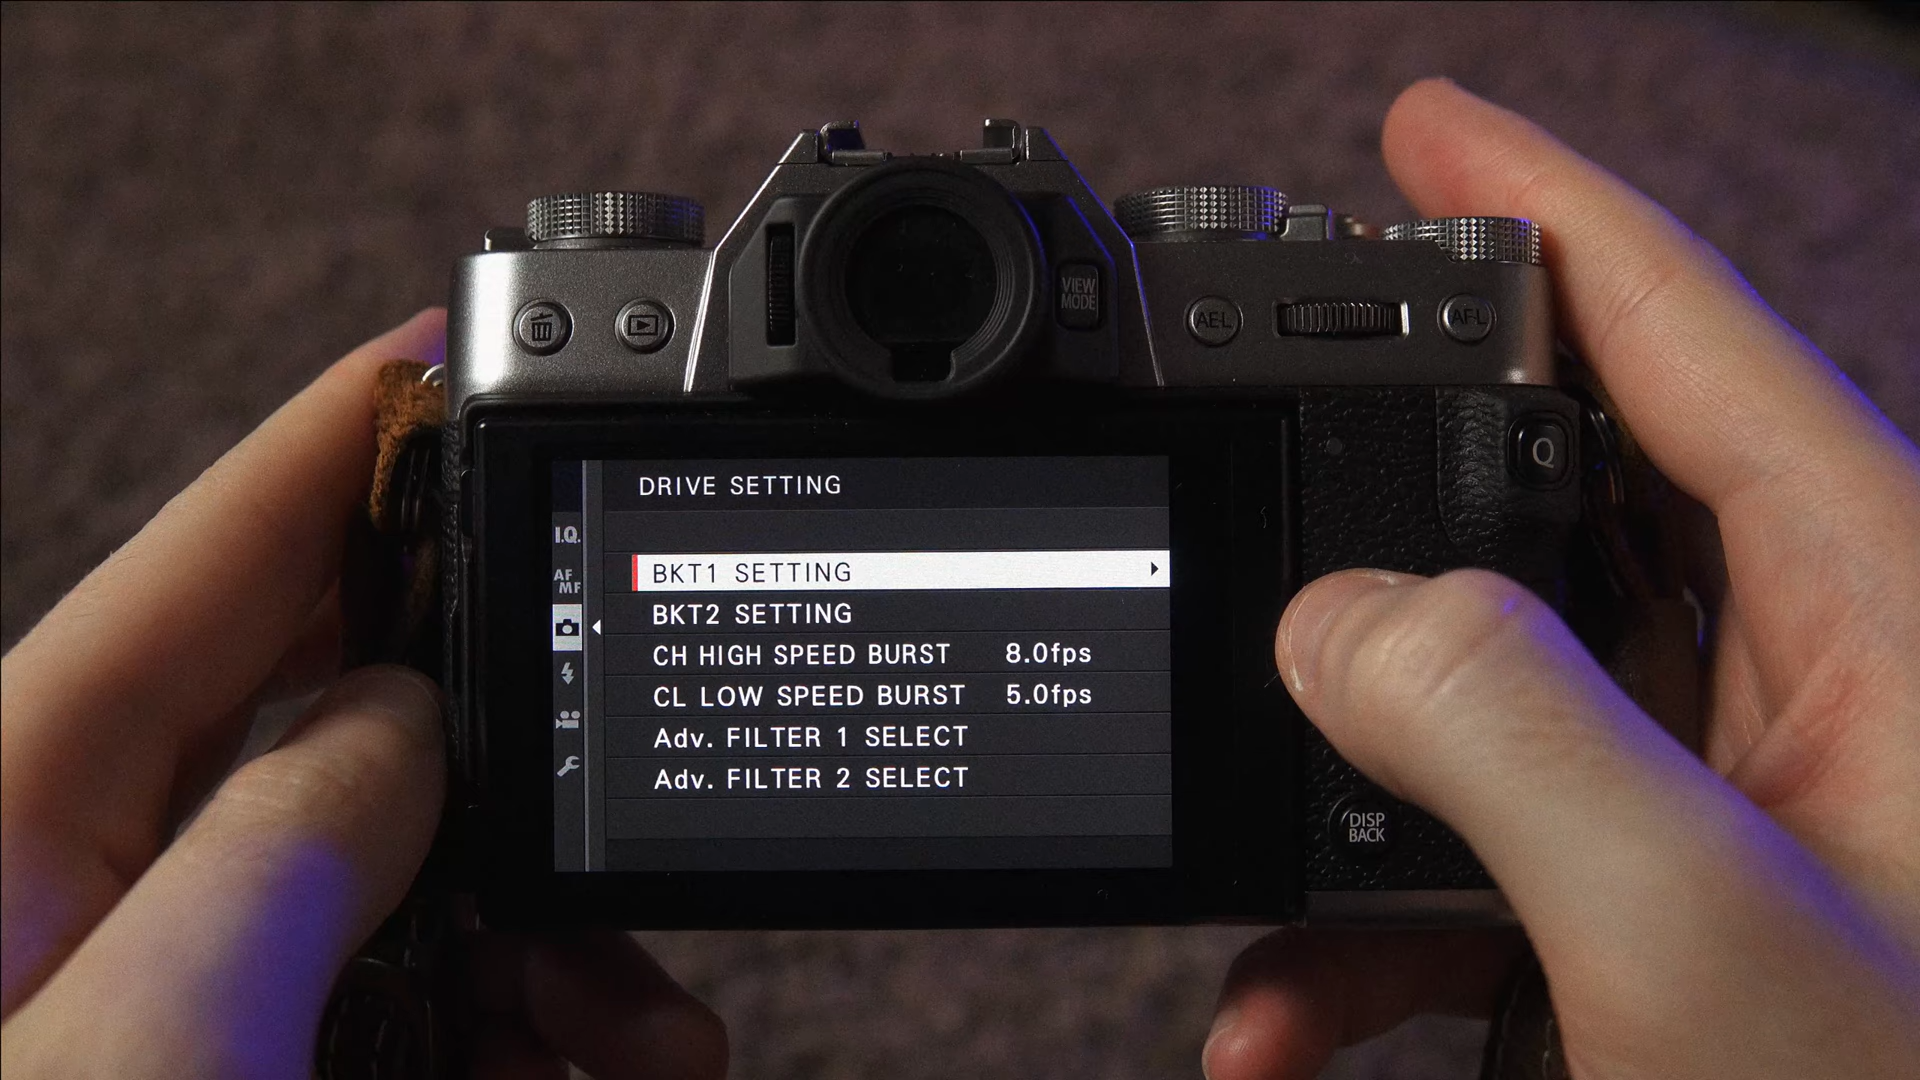 VIEW
MODE
AE-L
AF-L
Q
DRIVE SETTING
I.Q.
AF
MF
BKT1 SETTING
BKT2 SETTING
CH HIGH SPEED BURST 8.0fps
CL LOW SPEED BURST 5.0fps
Adv. FILTER 1 SELECT
Adv. FILTER 2 SELECT
DISP
BACK